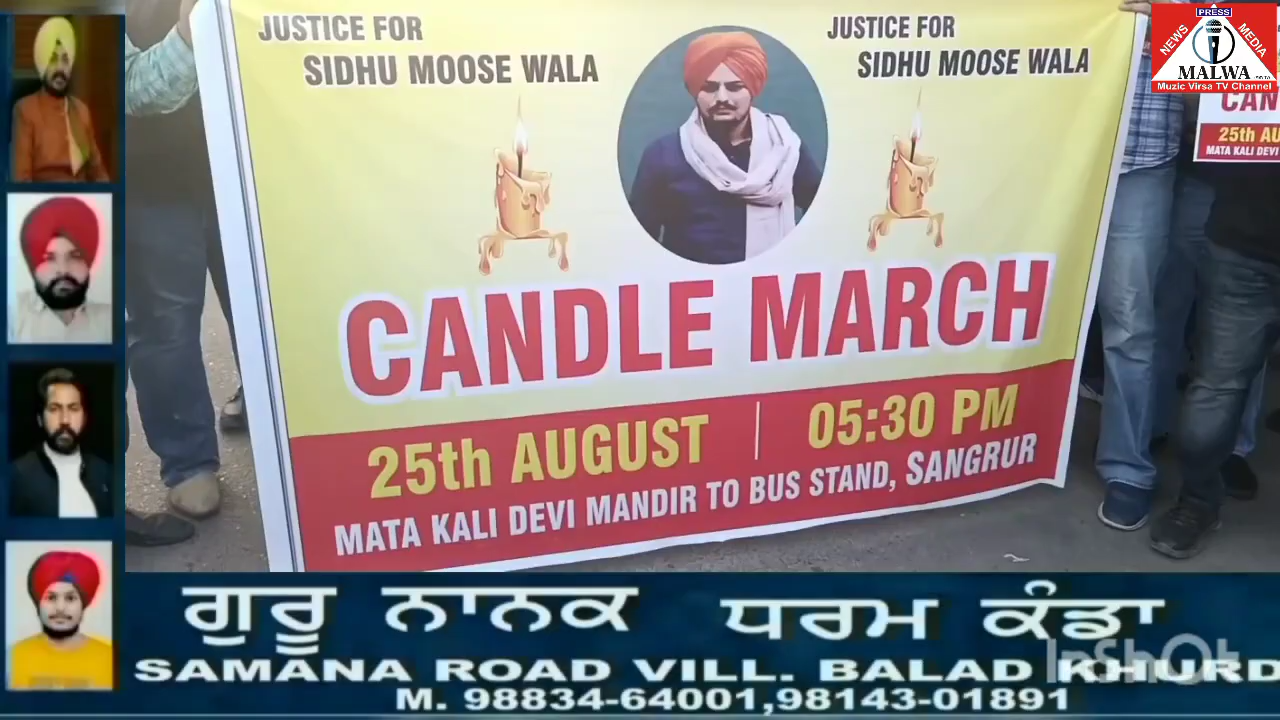 JUSTICE FOR
SIDHU MOOSE WALA
JUSTICE FOR
SIDHU MOOSE WALA
CANDLE MARCH
25th AUGUST | 05:30 PM
MATA KALI DEVI MANDIR TO BUS STAND, SANGRUR
PRESS
NEWS MEDIA
MALWA
Muzic Virsa TV Channel
CAN
25th AU
MATA KALI DEVI
ਗੁਰੂ ਨਾਨਕ ਧਰਮ ਕੰਡਾ
SAMANA ROAD VILL. BALAD KHURD
M. 98834-64001,98143-01891
InShOt